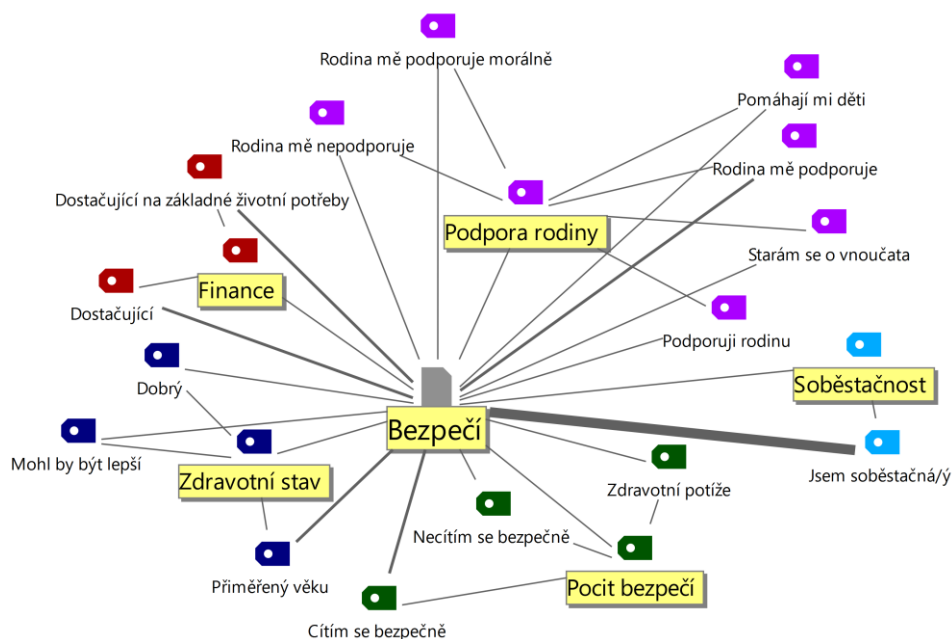 Rodina mě podporuje morálně
Pomáhají mi děti
Rodina mě nepodporuje
Rodina mě podporuje
Dostačující na základné životní potřeby
Podpora rodiny
Starám se o vnoučata
Finance
Dostačující
Podporuji rodinu
Dobrý
Soběstačnost
Bezpečí
Mohl by být lepší
Zdravotní stav
Zdravotní potíže
Jsem soběstačná/ý
Necítím se bezpečně
Přiměřený věku
Pocit bezpečí
Cítím se bezpečně